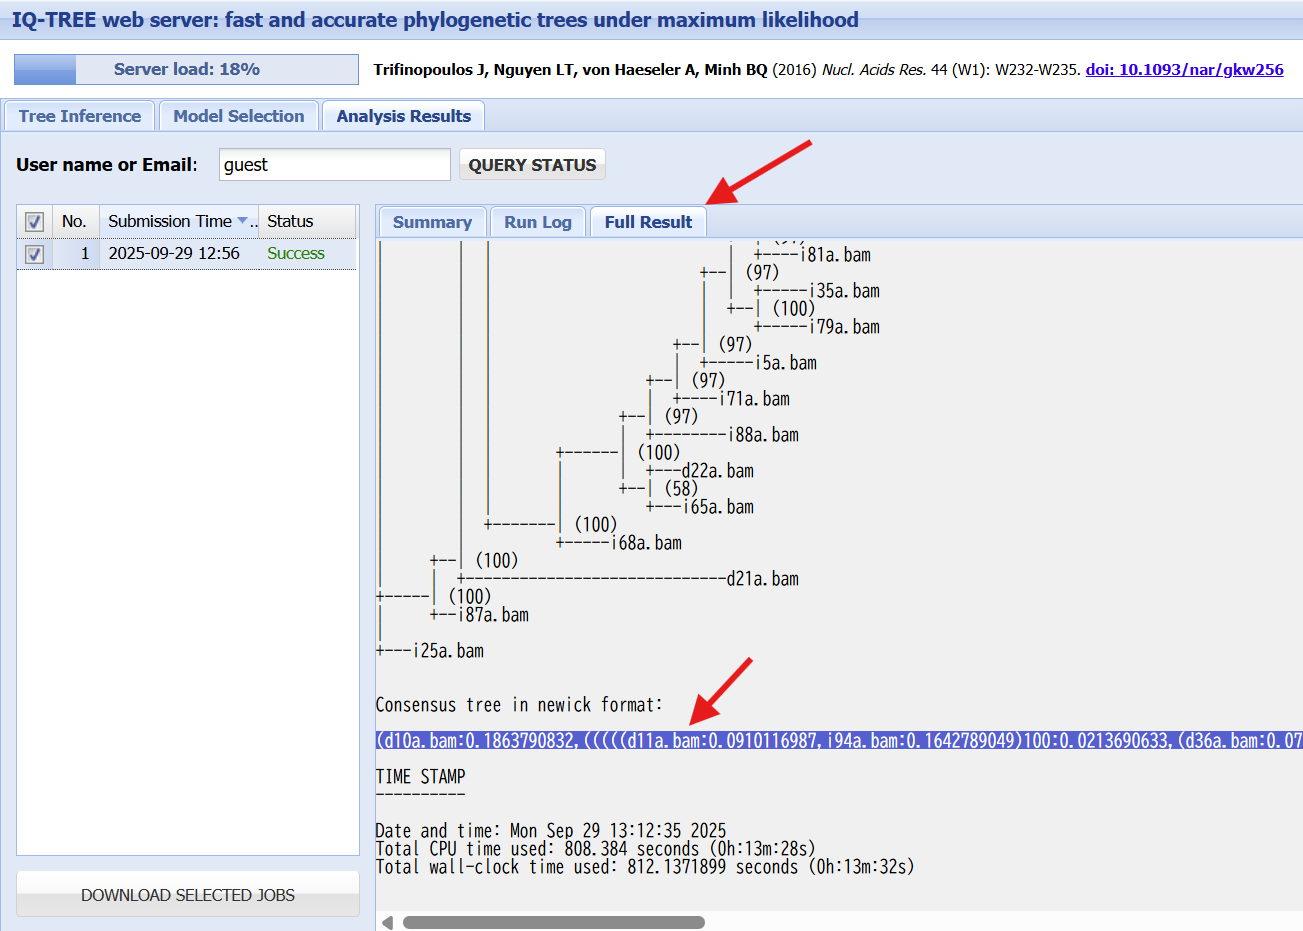 IQ-TREE web server: fast and accurate phylogenetic trees under maximum likelihood
Server load: 18%
Trifinopoulos J, Nguyen LT, von Haeseler A, Minh BQ (2016) Nucl. Acids Res. 44 (W1): W232-W235. doi: 10.1093/nar/gkw256
Tree Inference Model Selection Analysis Results
User name or Email: guest QUERY STATUS
No. Submission Time .. Status
1 2025-09-29 12:56 Success
DOWNLOAD SELECTED JOBS
Summary Run Log Full Result
+----i81a.bam
+--| (97)
| +-----i35a.bam
+--| (100)
+-----i79a.bam
+--| (97)
| +-----i5a.bam
+--| (97)
| +----i71a.bam
+--| (97)
| +--------i88a.bam
+------| (100)
| +---d22a.bam
+--| (58)
| +---i65a.bam
+-------| (100)
+-----i68a.bam
+--| (100)
| +-----------------------------d21a.bam
+-----| (100)
| +--i87a.bam
|
+---i25a.bam
Consensus tree in newick format:
(d10a.bam:0.1863790832,(((((d11a.bam:0.0910116987,i94a.bam:0.1642789049)100:0.0213690633,(d36a.bam:0.07
TIME STAMP
----------
Date and time: Mon Sep 29 13:12:35 2025
Total CPU time used: 808.384 seconds (0h:13m:28s)
Total wall-clock time used: 812.1371899 seconds (0h:13m:32s)